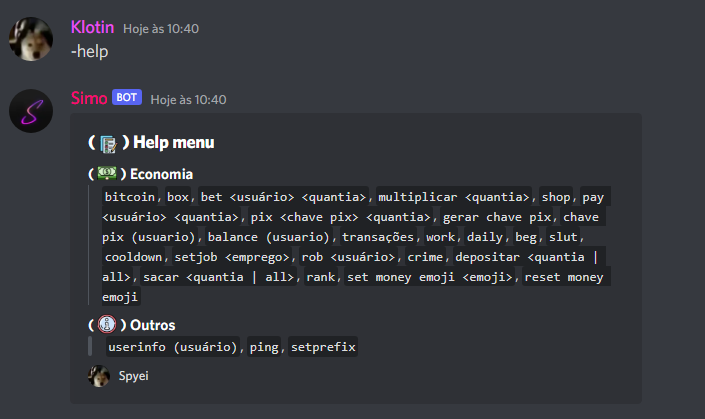 Klotin Hoje às 10:40
-help
Simo BOT Hoje às 10:40
( ) Help menu
( ) Economia
bitcoin, box, bet <usuário> <quantia>, multiplicar <quantia>, shop, pay
<usuário> <quantia>, pix <chave pix> <quantia>, gerar chave pix, chave
pix (usuario), balance (usuario), transações, work, daily, beg, slut,
cooldown, setjob <emprego>, rob <usuário>, crime, depositar <quantia |
all>, sacar <quantia | all>, rank, set money emoji <emoji>, reset money
emoji
( ) Outros
userinfo (usuário), ping, setprefix
Spyei